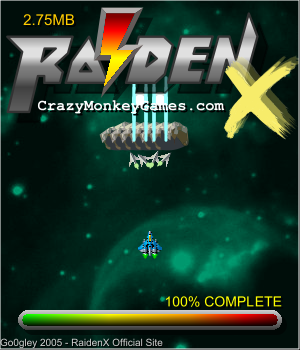 2.75MB
RAIDEN
X
CrazyMonkeyGames.com
100% COMPLETE
Go0gley 2005 - RaidenX Official Site